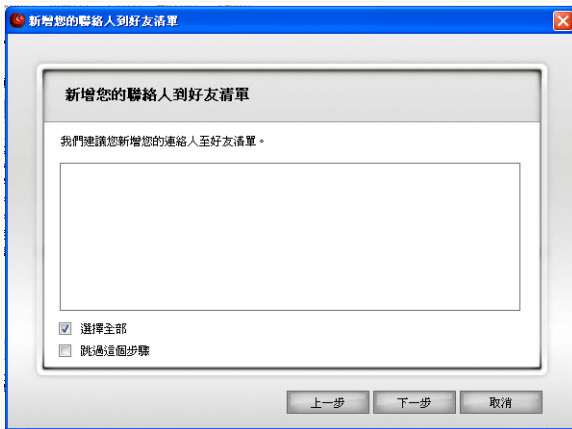 新增您的聯絡人到好友清單
新增您的聯絡人到好友清單
我們建議您新增您的連絡人至好友清單。
選擇全部
跳過這個步驟
上一步
下一步
取消